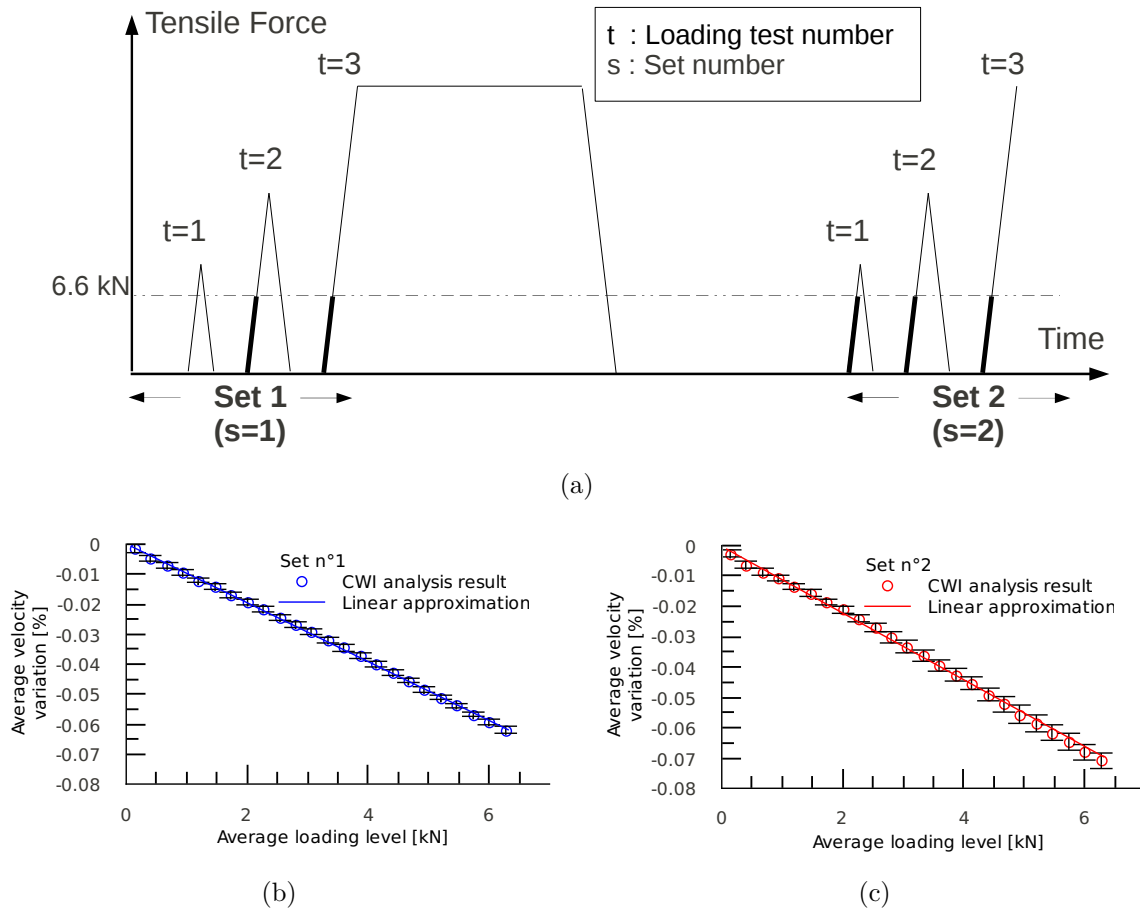 Tensile Force
t : Loading test number
s : Set number
t=3
t=3
t=2
t=2
t=1
t=1
6.6 kN
Time
Set 1
(s=1)
Set 2
(s=2)
(a)
0
-0.01
-0.02
-0.03
-0.04
-0.05
-0.06
-0.07
-0.08
Average velocity
variation [%]
Set n°1
CWI analysis result
Linear approximation
0 2 4 6
Average loading level [kN]
(b)
0
-0.01
-0.02
-0.03
-0.04
-0.05
-0.06
-0.07
-0.08
Average velocity
variation [%]
Set n°2
CWI analysis result
Linear approximation
0 2 4 6
Average loading level [kN]
(c)